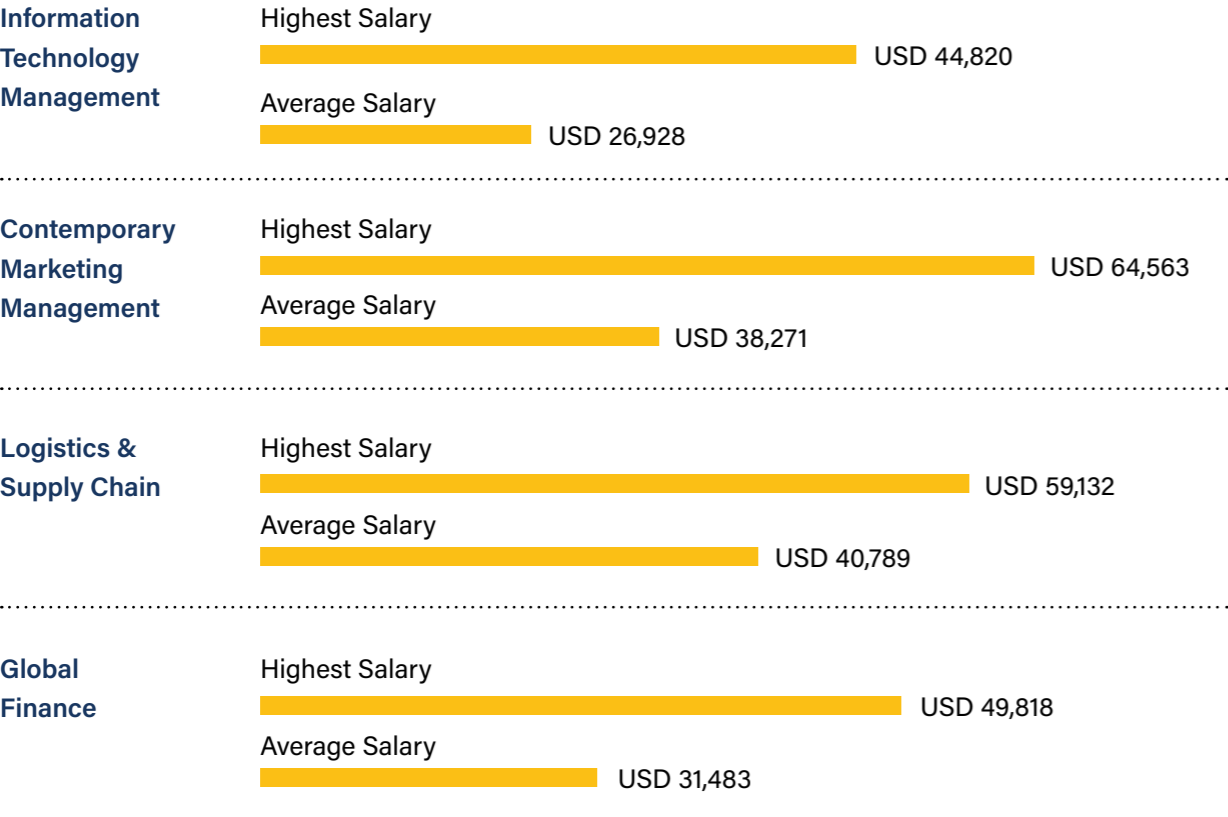 Information
Technology
Management
Highest Salary
USD 44,820
Average Salary
USD 26,928
Contemporary
Marketing
Management
Highest Salary
USD 64,563
Average Salary
USD 38,271
Logistics &
Supply Chain
Highest Salary
USD 59,132
Average Salary
USD 40,789
Global
Finance
Highest Salary
USD 49,818
Average Salary
USD 31,483